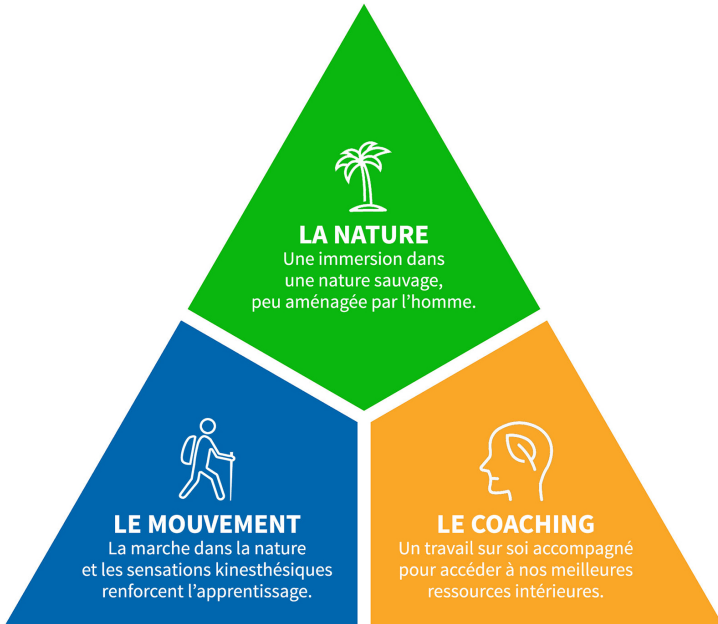 LA NATURE
Une immersion dans
une nature sauvage,
peu aménagée par l’homme.
LE MOUVEMENT
La marche dans la nature
et les sensations kinesthésiques
renforcent l’apprentissage.
LE COACHING
Un travail sur soi accompagné
pour accéder à nos meilleures
ressources intérieures.